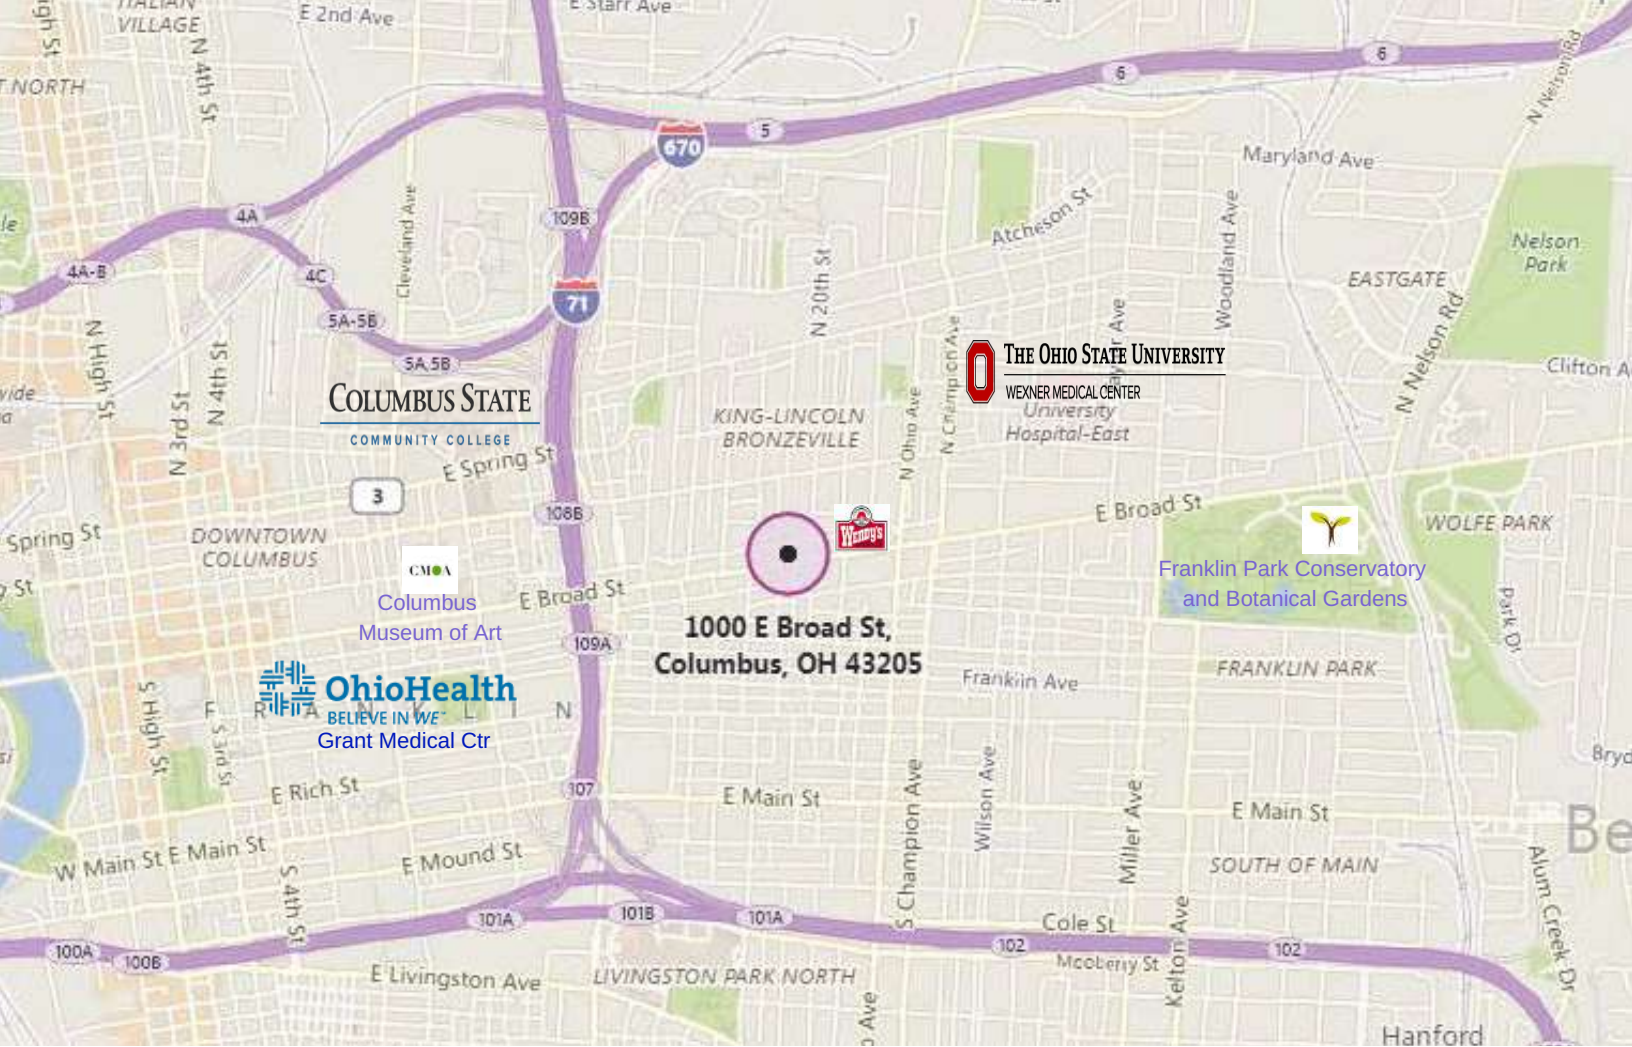 ITALIAN
VILLAGE
E 2nd Ave
E Starr Ave
N 4th St
T NORTH
6
6
N Nelson Rd
670
5
Maryland Ave
Cleveland Ave
4A
109B
Atcheson St
Woodland Ave
Nelson
Park
4A-B
4C
71
N 20th St
EASTGATE
5A-5B
N High St
5A,5B
N 4th St
N 3rd St
COLUMBUS STATE
COMMUNITY COLLEGE
N Champion Ave
THE OHIO STATE UNIVERSITY
WEXNER MEDICAL CENTER
University
Hospital-East
N Nelson Rd
Clifton A
KING-LINCOLN
BRONZEVILLE
N Ohio Ave
E Spring St
3
108B
Wendy's
E Broad St
WOLFE PARK
Spring St
DOWNTOWN
COLUMBUS
CMOA
Columbus
Museum of Art
E Broad St
Franklin Park Conservatory
and Botanical Gardens
Park Dr
St
109A
1000 E Broad St,
Columbus, OH 43205
Franklin Ave
FRANKLIN PARK
OhioHealth
BELIEVE IN WE
Grant Medical Ctr
FRANKLIN
S High St
S 3rd St
E Rich St
107
E Main St
S Champion Ave
Wilson Ave
Miller Ave
E Main St
Be
W Main St
E Main St
E Mound St
SOUTH OF MAIN
S 4th St
101A
101B
101A
Cole St
Kelton Ave
Alum Creek Dr
100A
100B
102
102
Mooberry St
E Livingston Ave
LIVINGSTON PARK NORTH
Ave
Hanford